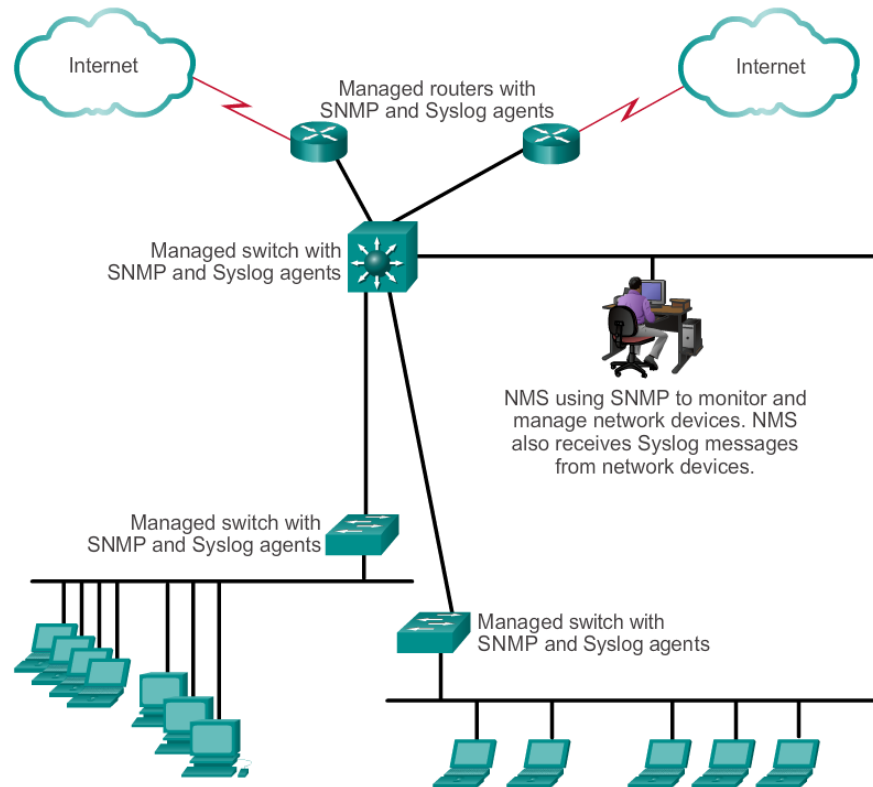 Internet
Managed routers with
SNMP and Syslog agents
Internet
Managed switch with
SNMP and Syslog agents
NMS using SNMP to monitor and
manage network devices. NMS
also receives Syslog messages
from network devices.
Managed switch with
SNMP and Syslog agents
Managed switch with
SNMP and Syslog agents